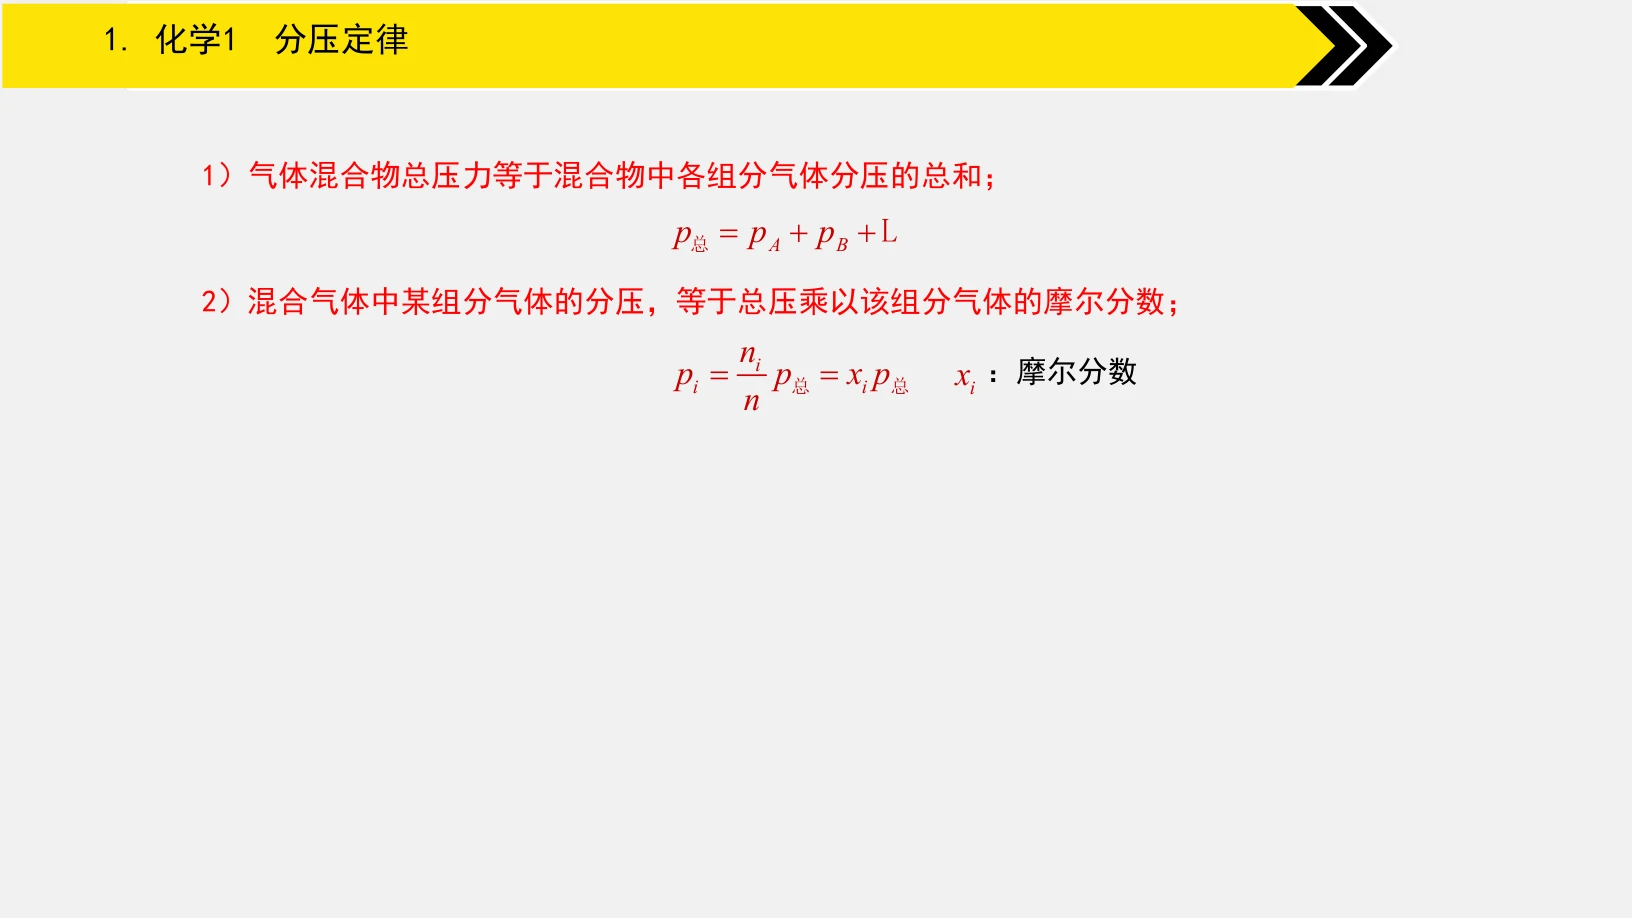 1. 化学1 分压定律
1）气体混合物总压力等于混合物中各组分气体分压的总和；
p总 = pA + pB + L
2）混合气体中某组分气体的分压，等于总压乘以该组分气体的摩尔分数；
pi = ni/n p总 = xi p总 xi ：摩尔分数